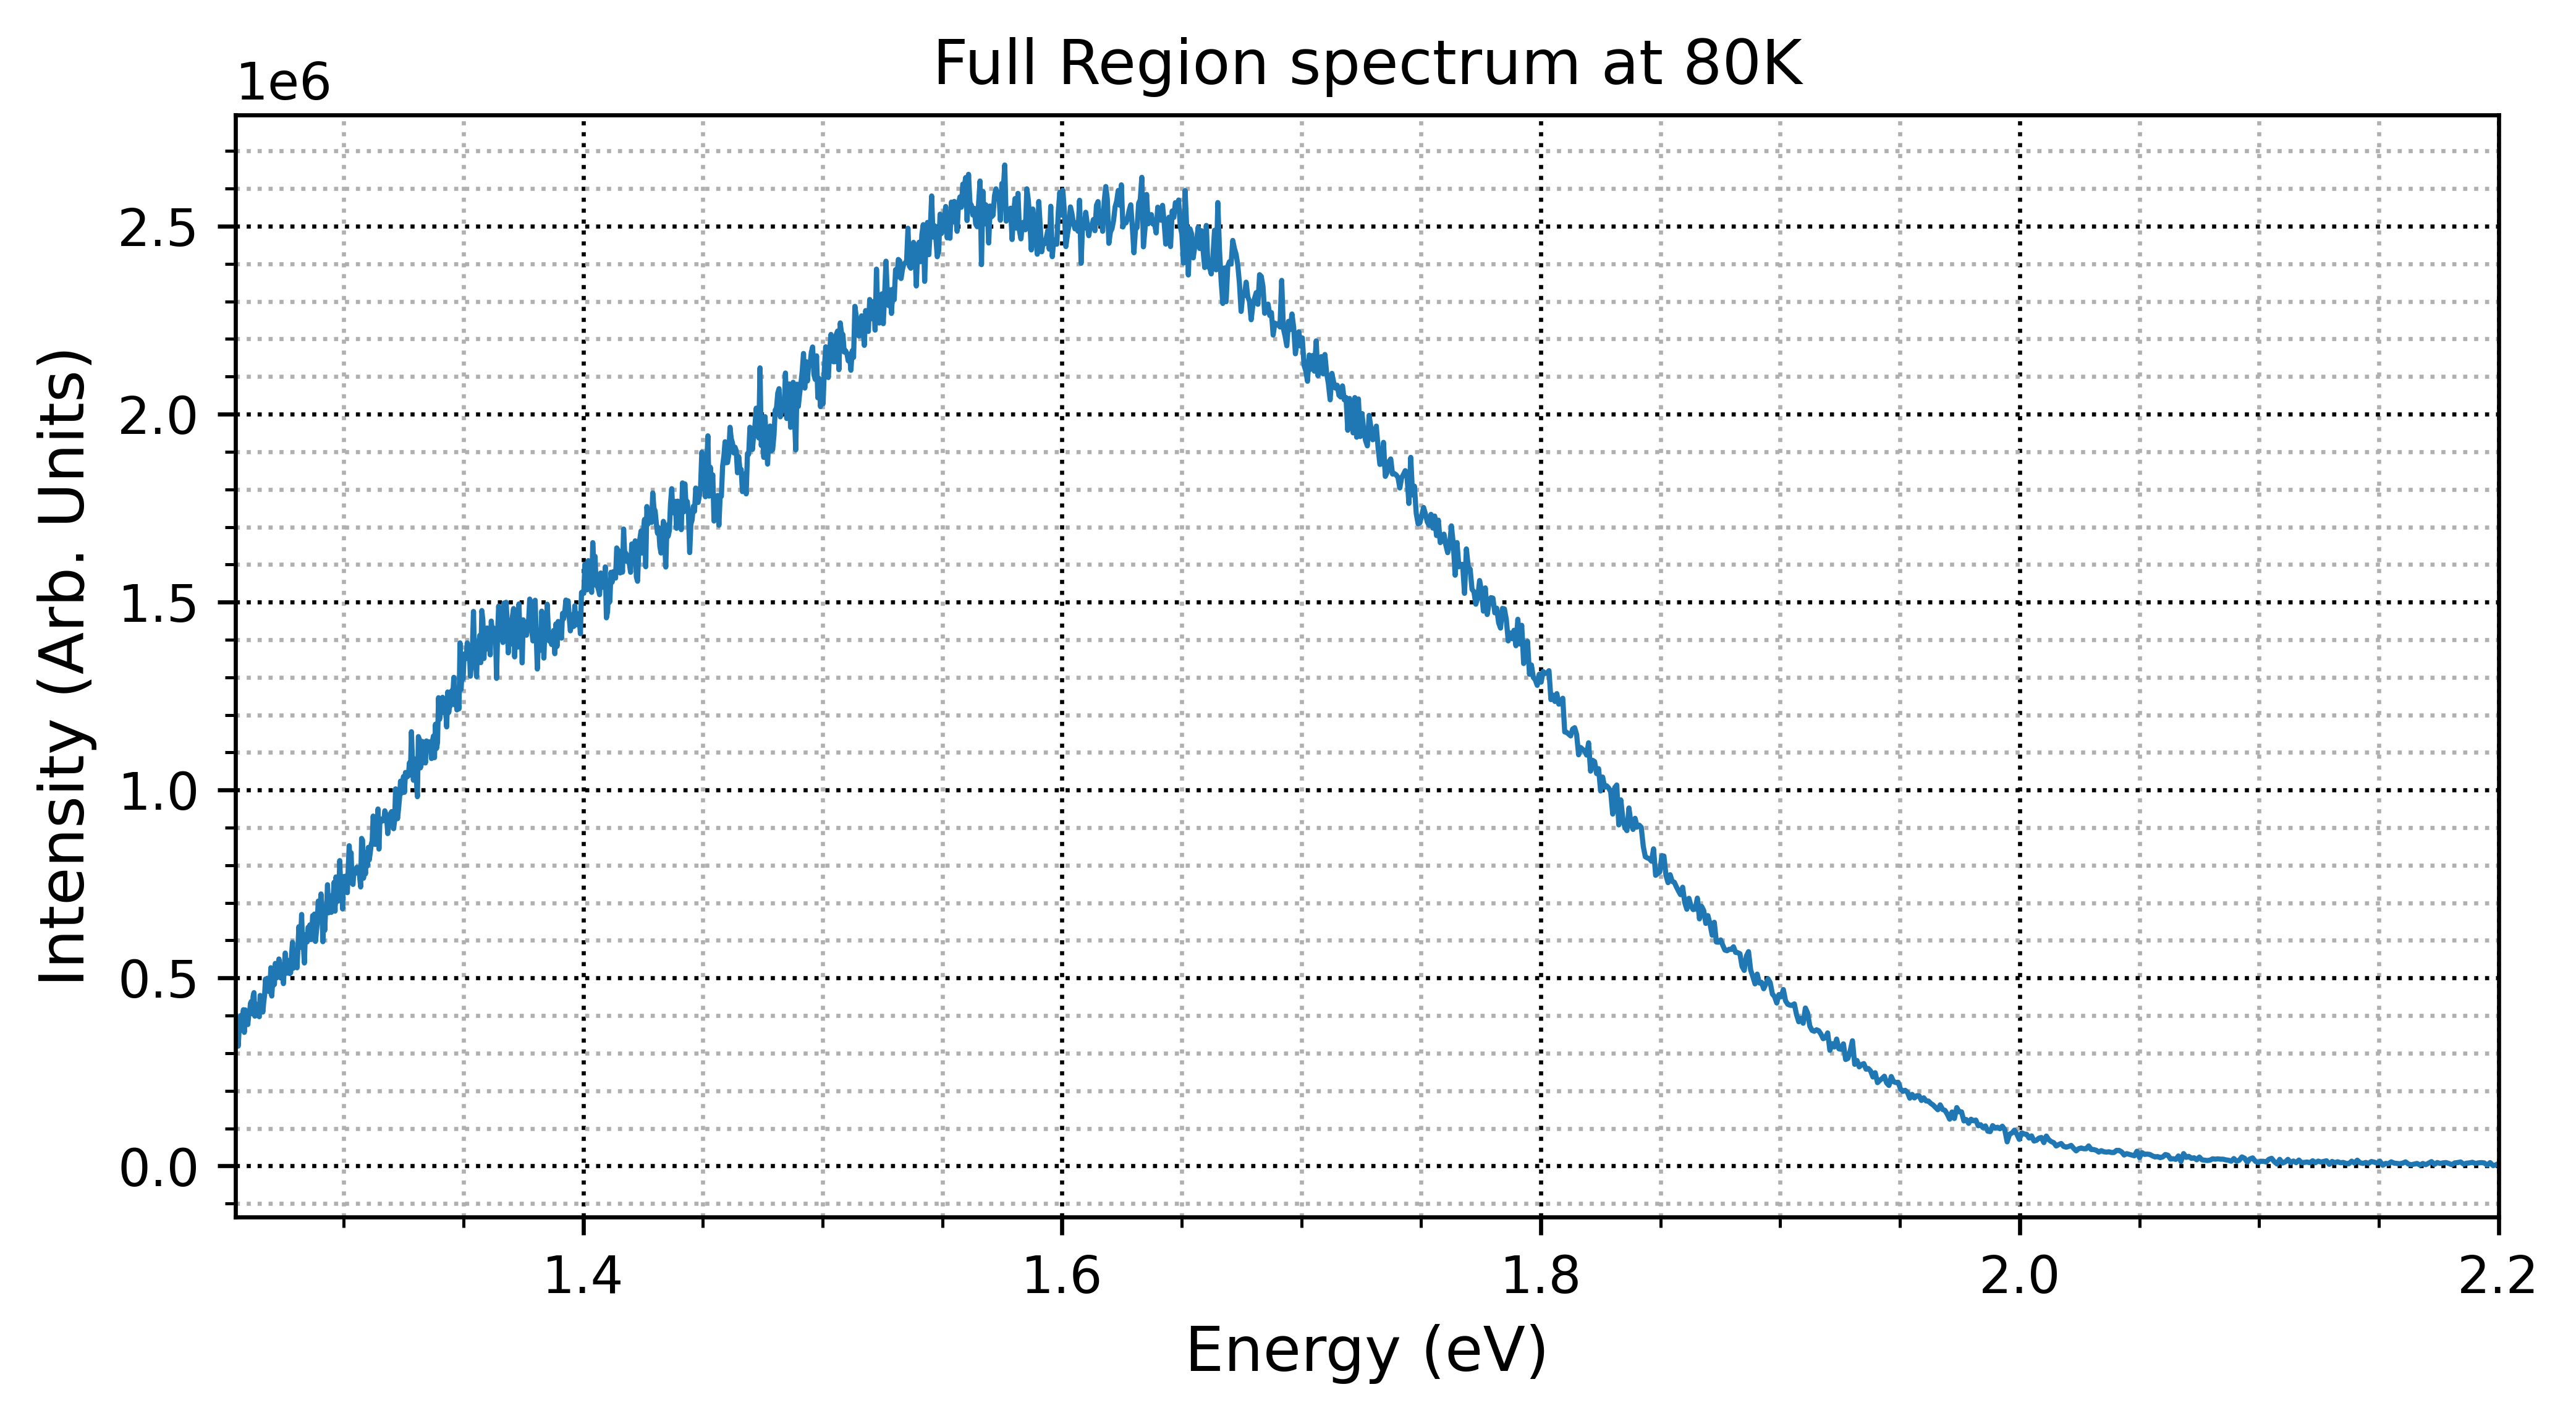 Full Region spectrum at 80K
1e6
2.5
2.0
1.5
1.0
0.5
0.0
Intensity (Arb. Units)
1.4 1.6 1.8 2.0 2.2
Energy (eV)